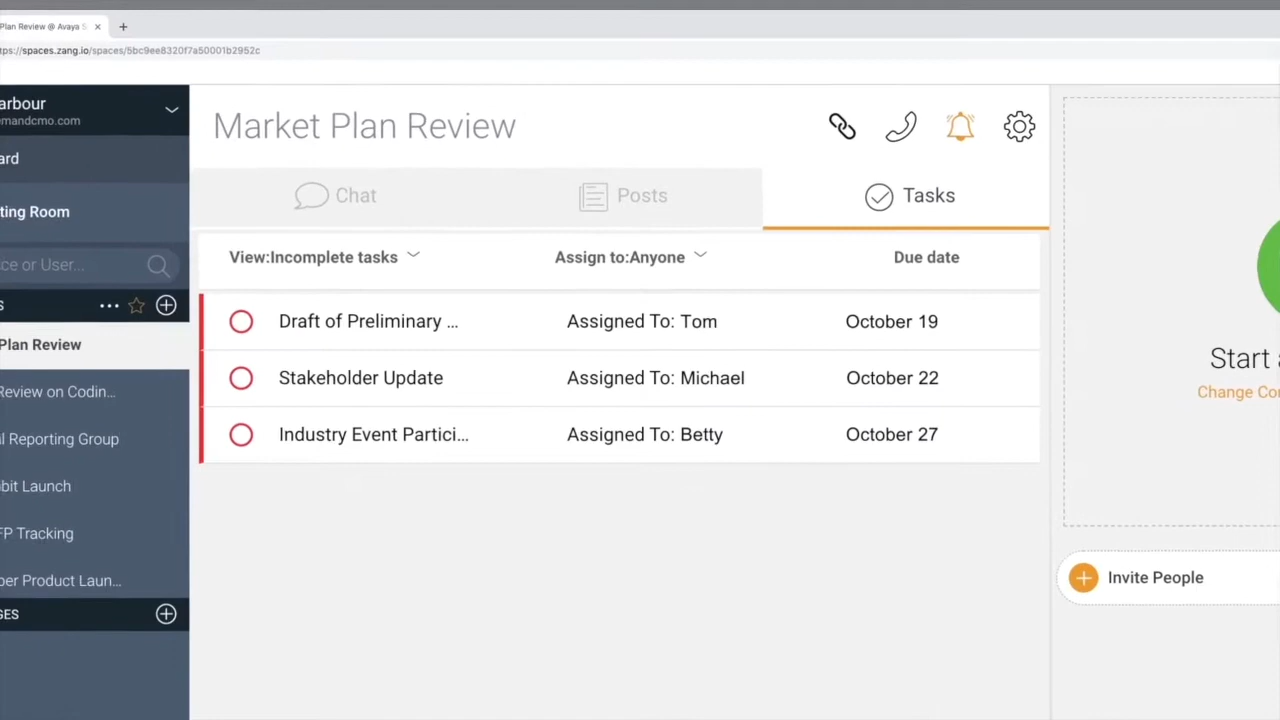 Plan Review @ Avaya S
tps://spaces.zang.io/spaces/5bc9ee8320f7a50001b2952c
arbour
mandcmo.com
ard
ting Room
ce or User...
S
Plan Review
Review on Codin...
l Reporting Group
bit Launch
FP Tracking
per Product Laun...
GES
Market Plan Review
Chat
Posts
Tasks
View:Incomplete tasks
Assign to:Anyone
Due date
Draft of Preliminary ...
Assigned To: Tom
October 19
Stakeholder Update
Assigned To: Michael
October 22
Industry Event Partici...
Assigned To: Betty
October 27
Start
Change Co
Invite People